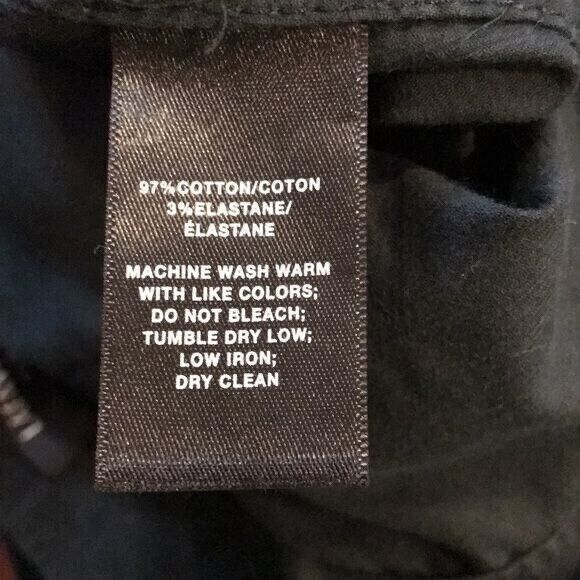 97%COTTON/COTON
3%ELASTANE/
ÉLASTANE
MACHINE WASH WARM
WITH LIKE COLORS;
DO NOT BLEACH;
TUMBLE DRY LOW;
LOW IRON;
DRY CLEAN